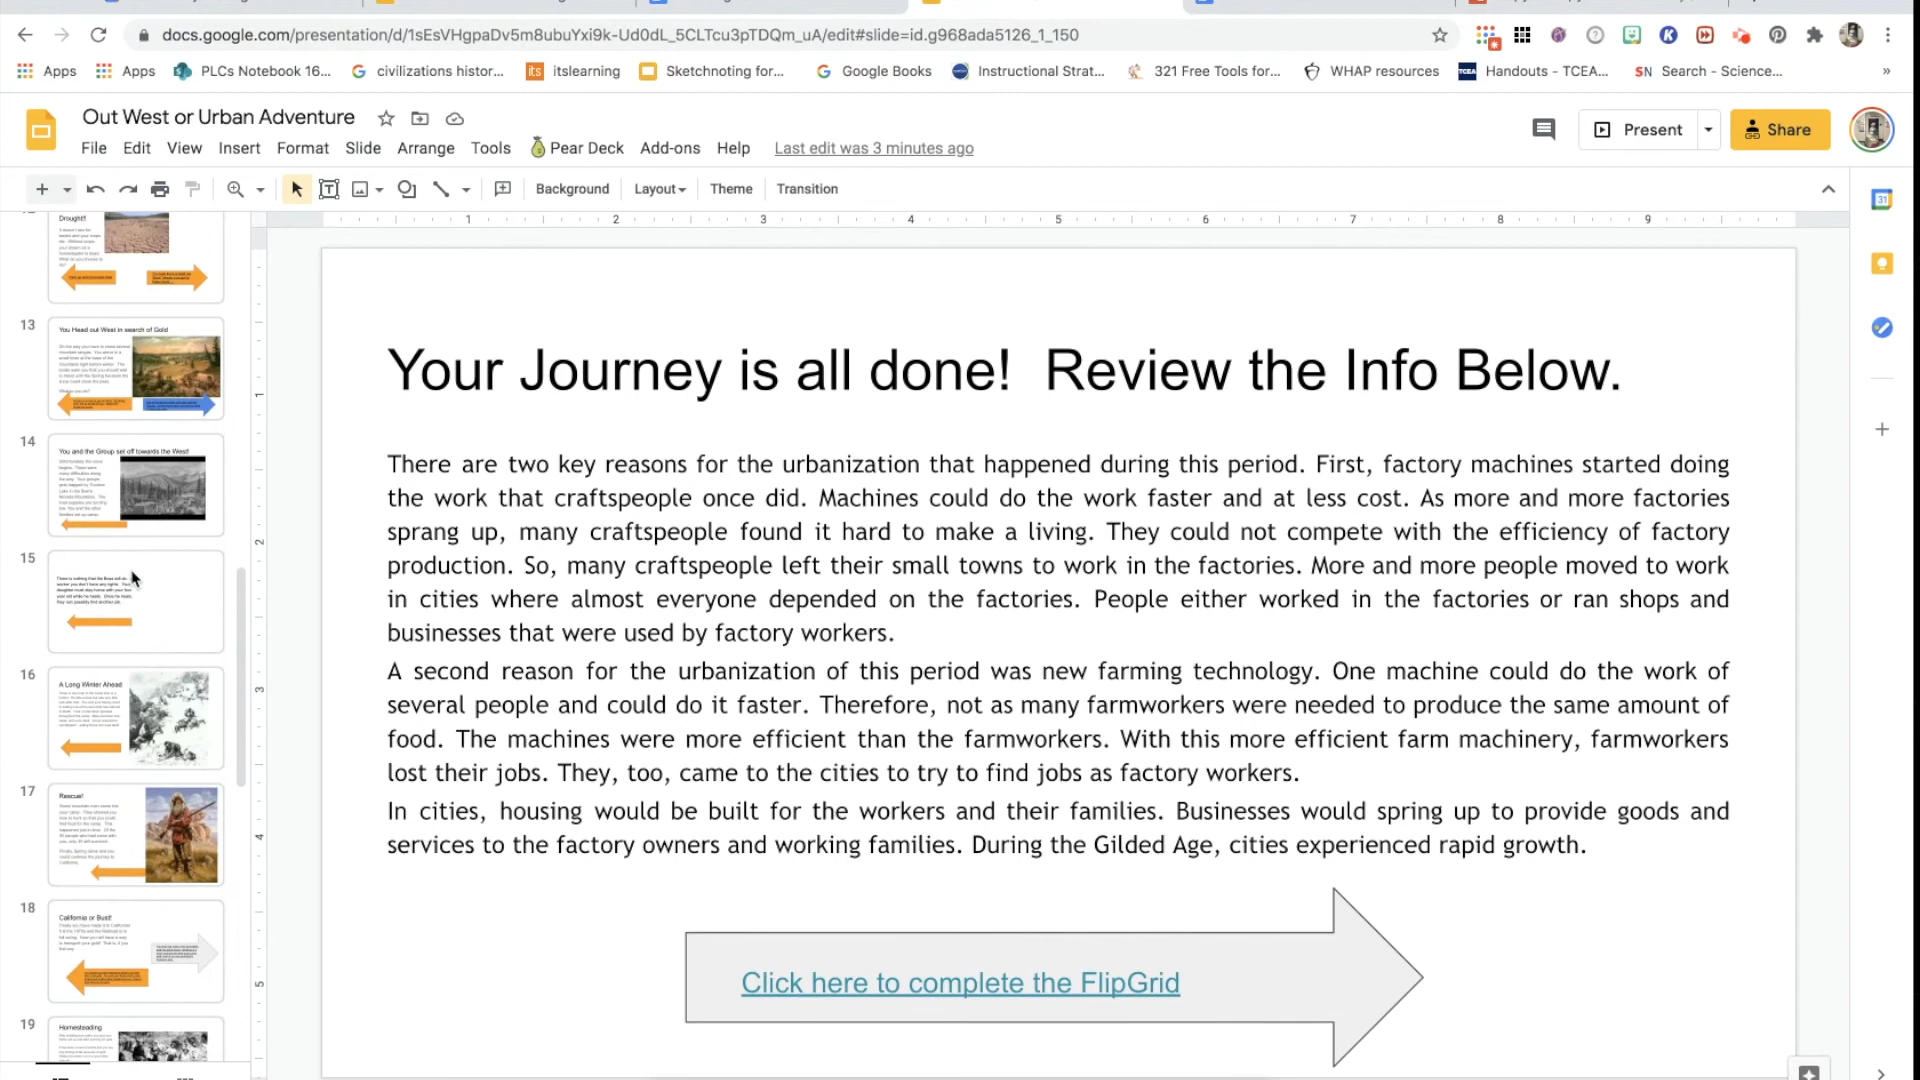 docs.google.com/presentation/d/1sEsVHgpaDv5m8ubuYxi9k-Ud0dL_5CLTcu3pTDQm_uA/edit#slide=id.g968ada5126_1_150
Apps Apps PLCs Notebook 16... civilizations histor... itslearning Sketchnoting for... Google Books Instructional Strat... 321 Free Tools for... WHAP resources Handouts - TCEA... Search - Science... »
Out West or Urban Adventure
Present Share
File Edit View Insert Format Slide Arrange Tools Pear Deck Add-ons Help Last edit was 3 minutes ago
Background Layout Theme Transition
1 2 3 4 5 6 7 8 9
Drought!
13
You Head out West in search of Gold
14
You and the Group set off towards the West!
15
16
A Long Winter Ahead
17
Rescue!
18
California or Bust!
19
Homesteading
1
2
3
4
5
Your Journey is all done!  Review the Info Below.
There are two key reasons for the urbanization that happened during this period. First, factory machines started doing
the work that craftspeople once did. Machines could do the work faster and at less cost. As more and more factories
sprang up, many craftspeople found it hard to make a living. They could not compete with the efficiency of factory
production. So, many craftspeople left their small towns to work in the factories. More and more people moved to work
in cities where almost everyone depended on the factories. People either worked in the factories or ran shops and
businesses that were used by factory workers.
A second reason for the urbanization of this period was new farming technology. One machine could do the work of
several people and could do it faster. Therefore, not as many farmworkers were needed to produce the same amount of
food. The machines were more efficient than the farmworkers. With this more efficient farm machinery, farmworkers
lost their jobs. They, too, came to the cities to try to find jobs as factory workers.
In cities, housing would be built for the workers and their families. Businesses would spring up to provide goods and
services to the factory owners and working families. During the Gilded Age, cities experienced rapid growth.
Click here to complete the FlipGrid
31